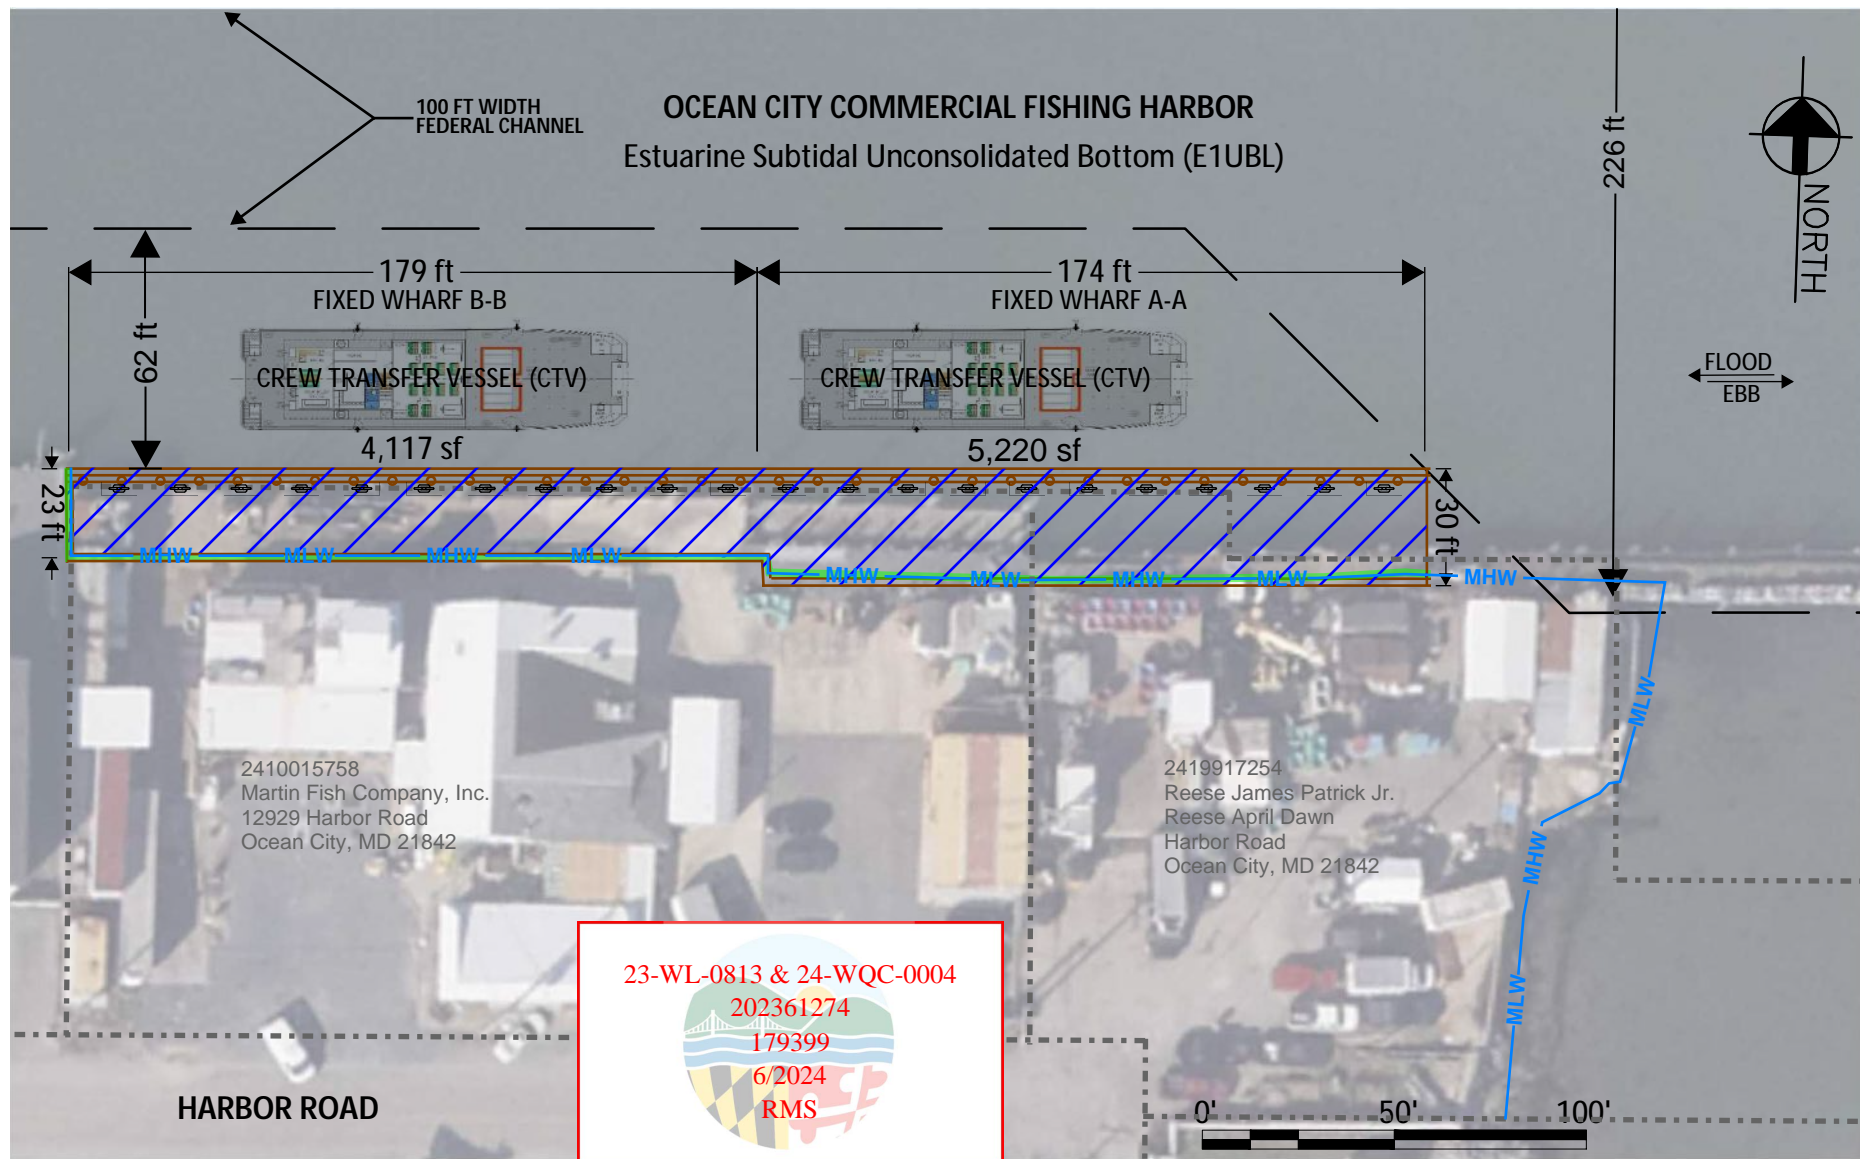 100 FT WIDTH
FEDERAL CHANNEL
OCEAN CITY COMMERCIAL FISHING HARBOR
Estuarine Subtidal Unconsolidated Bottom (E1UBL)
226 ft
NORTH
179 ft
FIXED WHARF B-B
174 ft
FIXED WHARF A-A
62 ft
CREW TRANSFER VESSEL (CTV)
CREW TRANSFER VESSEL (CTV)
FLOOD
EBB
4,117 sf
5,220 sf
23 ft
30 ft
MHW
MLW
MHW
MLW
MHW
MLW
MHW
MLW
MHW
MLW
MHW
MLW
2410015758
Martin Fish Company, Inc.
12929 Harbor Road
Ocean City, MD 21842
2419917254
Reese James Patrick Jr.
Reese April Dawn
Harbor Road
Ocean City, MD 21842
23-WL-0813 & 24-WQC-0004
202361274
179399
6/2024
RMS
HARBOR ROAD
0' 50' 100'